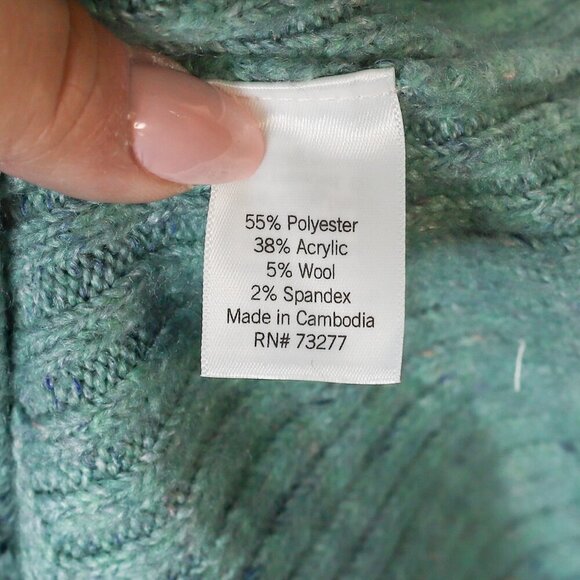 55% Polyester
38% Acrylic
5% Wool
2% Spandex
Made in Cambodia
RN# 73277